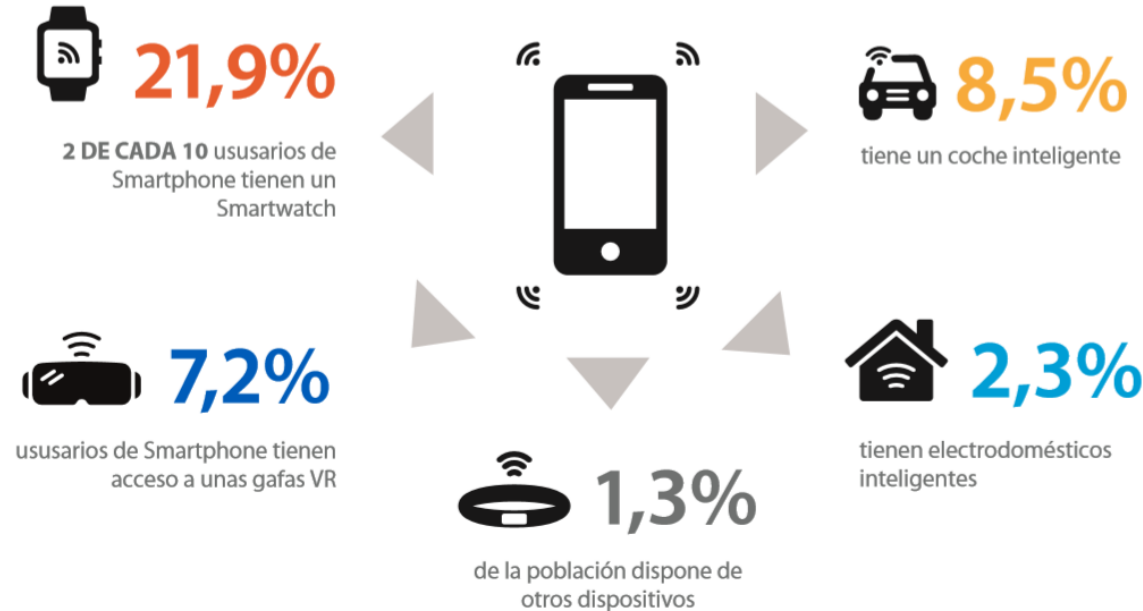 21,9%
2 DE CADA 10 ususarios de
Smartphone tienen un
Smartwatch
8,5%
tiene un coche inteligente
7,2%
ususarios de Smartphone tienen
acceso a unas gafas VR
2,3%
tienen electrodomésticos
inteligentes
1,3%
de la población dispone de
otros dispositivos